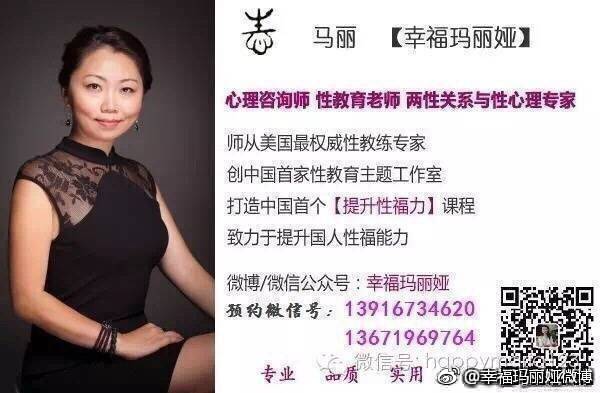 马丽 【幸福玛丽娅】
心理咨询师 性教育老师 两性关系与性心理专家
师从美国最权威性教练专家
创中国首家性教育主题工作室
打造中国首个【提升性福力】课程
致力于提升国人性福能力
微博/微信公众号：幸福玛丽娅
预约微信号：13916734620
13671969764
微信号:
专业 品质 实用
@幸福玛丽娅微博